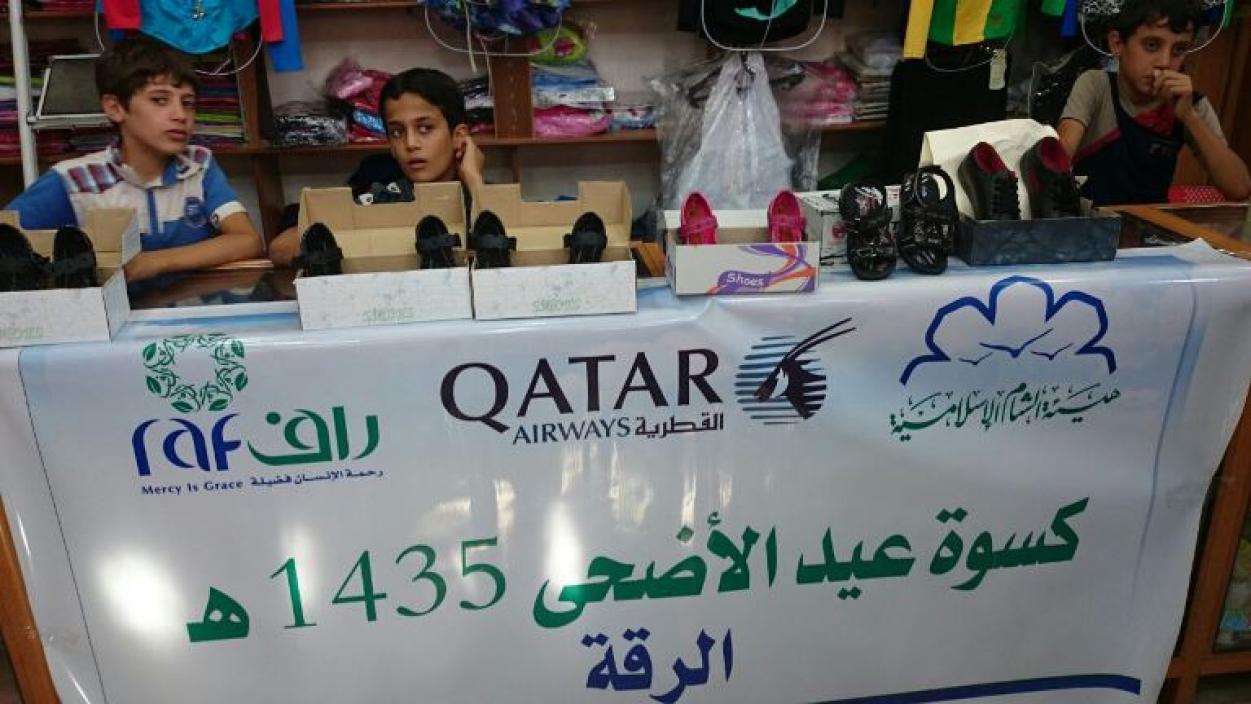 Shoes
راف
raf
رحمة الإنسان فضيلة
Mercy Is Grace
QATAR
AIRWAYS القطرية
هيئة الشام الإسلامية
كسوة عيد الأضحى 1435 هـ
الرقة